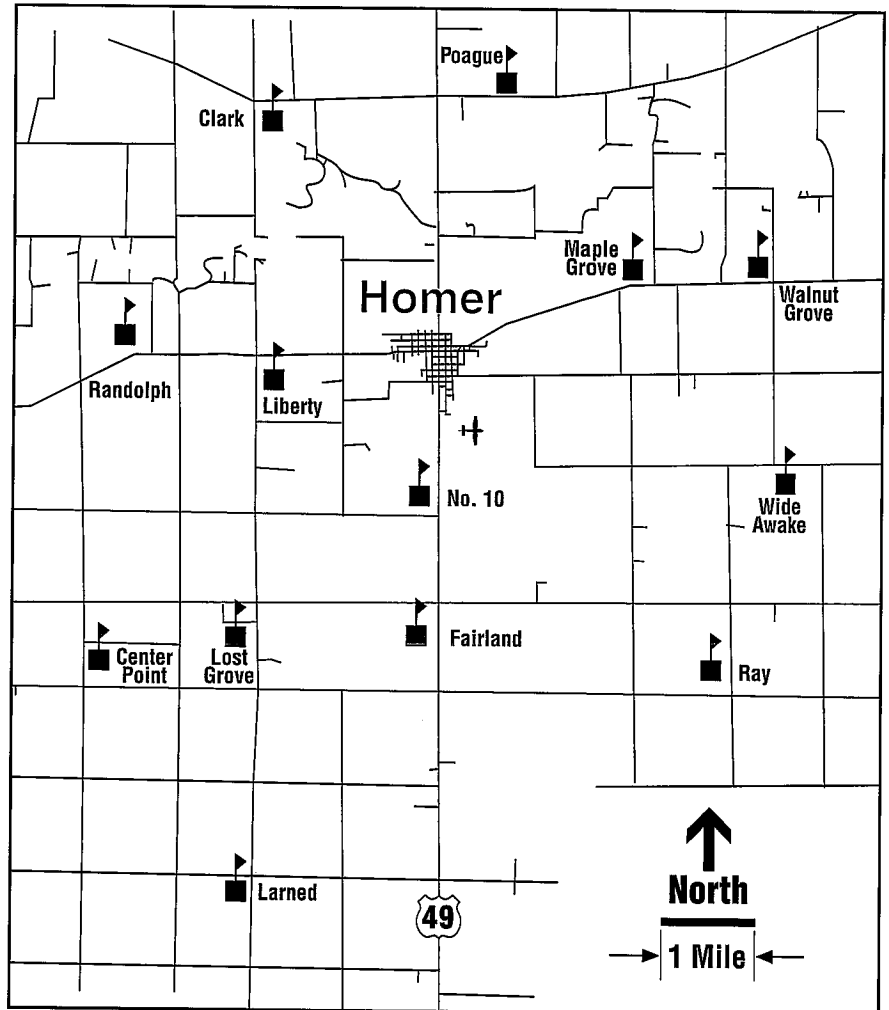 Poague
Clark
Maple
Grove
Walnut
Grove
Homer
Randolph
Liberty
No. 10
Wide
Awake
Center
Point
Lost
Grove
Fairland
Ray
Larned
49
North
1 Mile